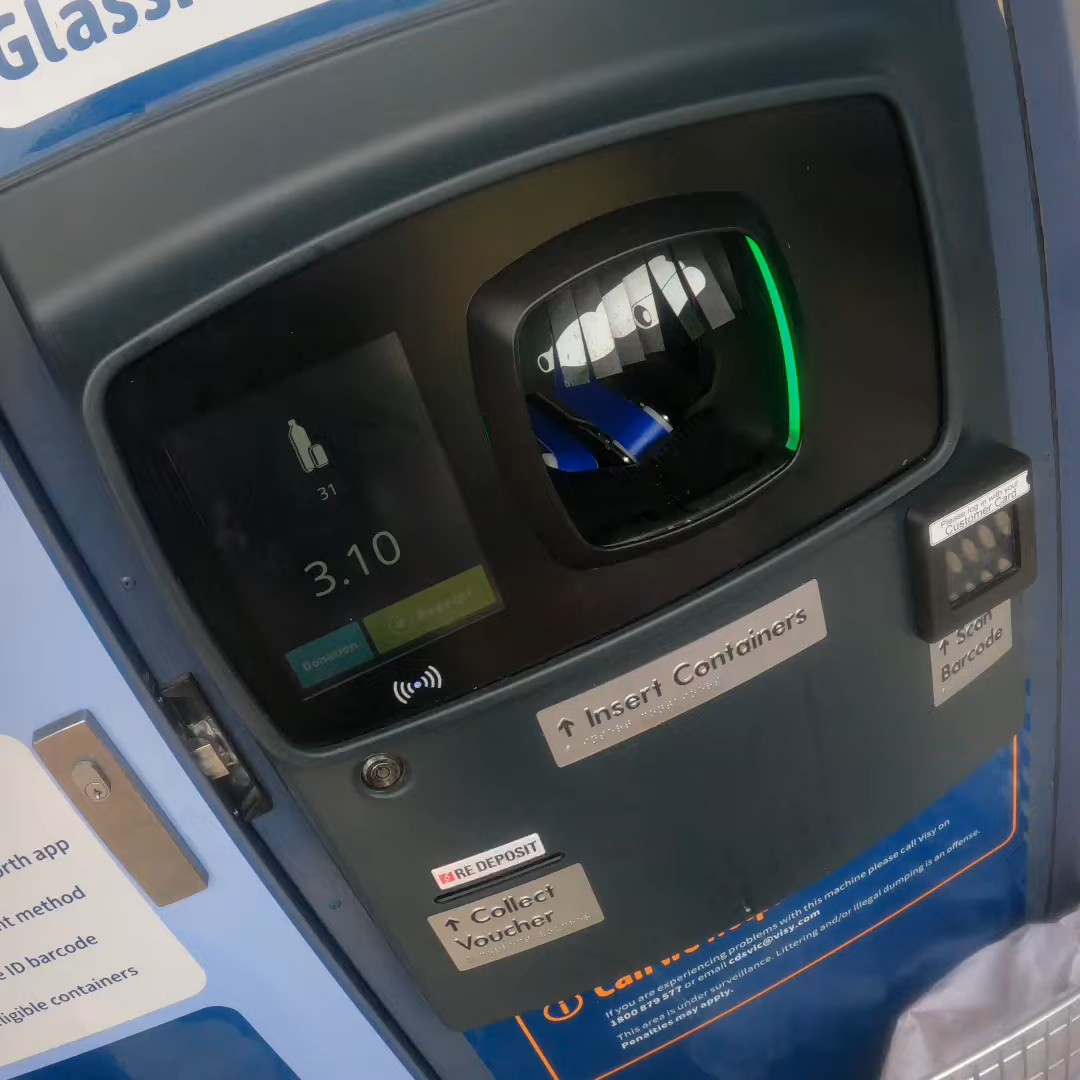 Glass
31
3.10
Donation
Receipt
Please log in with your
Customer Card
↑ Scan
Barcode
↑ Insert Containers
RE DEPOSIT
↑ Collect
Voucher
orth app
nt method
e ID barcode
eligible containers
If you are experiencing problems with this machine please call Visy on
1800 879 577 or email cdsvic@visy.com
This area is under surveillance. Littering and/or illegal dumping is an offense.
Penalties may apply.